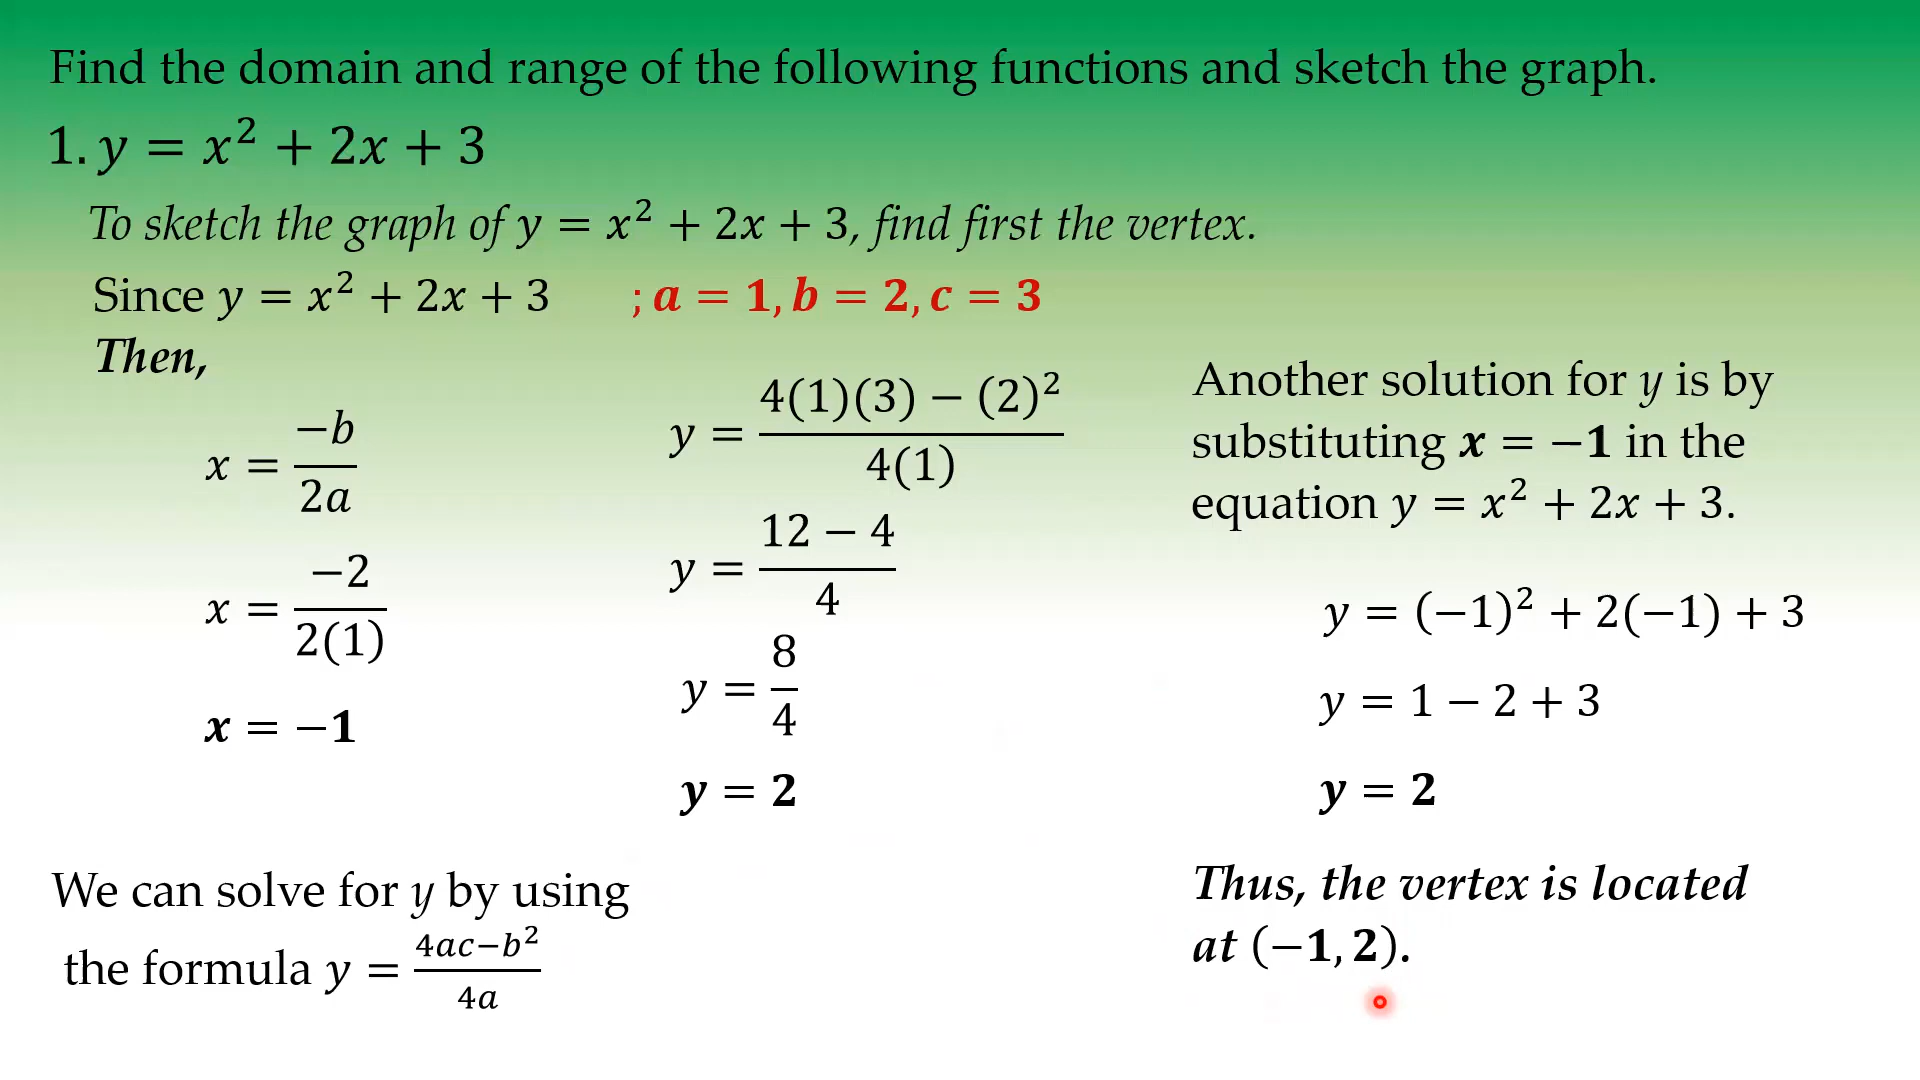 Find the domain and range of the following functions and sketch the graph.
1. y = x² + 2x + 3
To sketch the graph of y = x² + 2x + 3, find first the vertex.
Since y = x² + 2x + 3 ; a = 1, b = 2, c = 3
Then,
x = -b/2a
x = -2/2(1)
x = −1
We can solve for y by using
the formula y = 4ac−b²/4a
y = 4(1)(3) − (2)²/4(1)
y = 12 − 4/4
y = 8/4
y = 2
Another solution for y is by
substituting x = −1 in the
equation y = x² + 2x + 3.
y = (−1)² + 2(−1) + 3
y = 1 − 2 + 3
y = 2
Thus, the vertex is located
at (−1, 2).